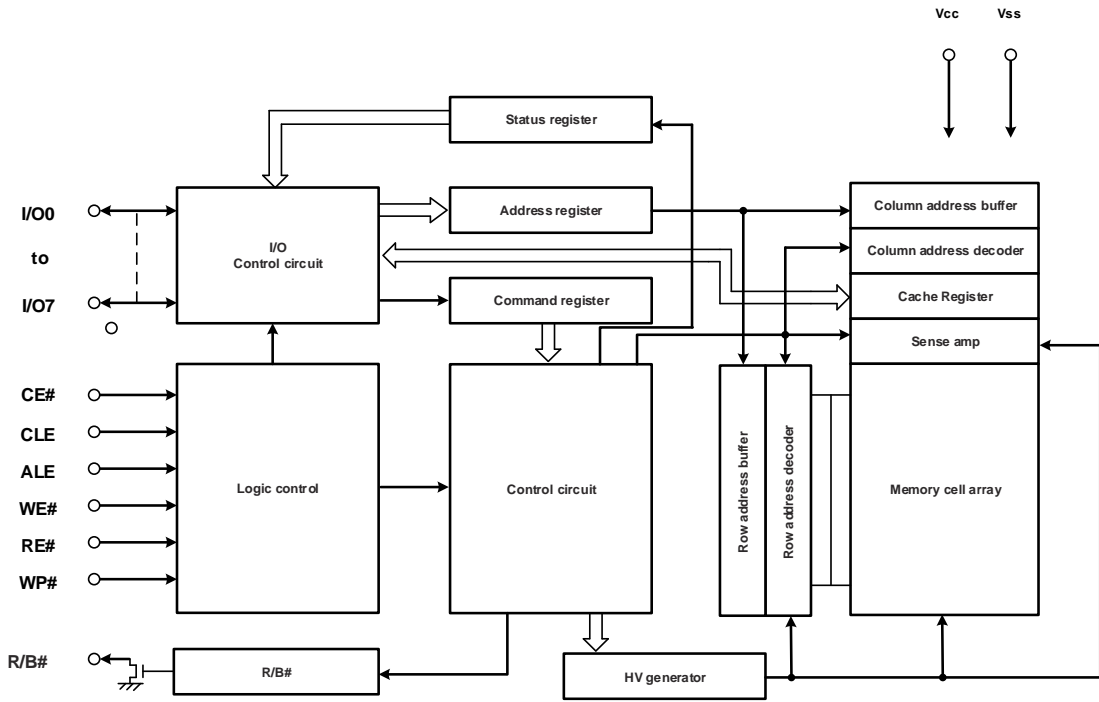 Vcc
Vss
Status register
I/O0
to
I/O7
I/O
Control circuit
Address register
Command register
Column address buffer
Column address decoder
Cache Register
Sense amp
CE#
CLE
ALE
WE#
RE#
WP#
Logic control
Control circuit
Row address buffer
Row address decoder
Memory cell array
R/B#
R/B#
HV generator